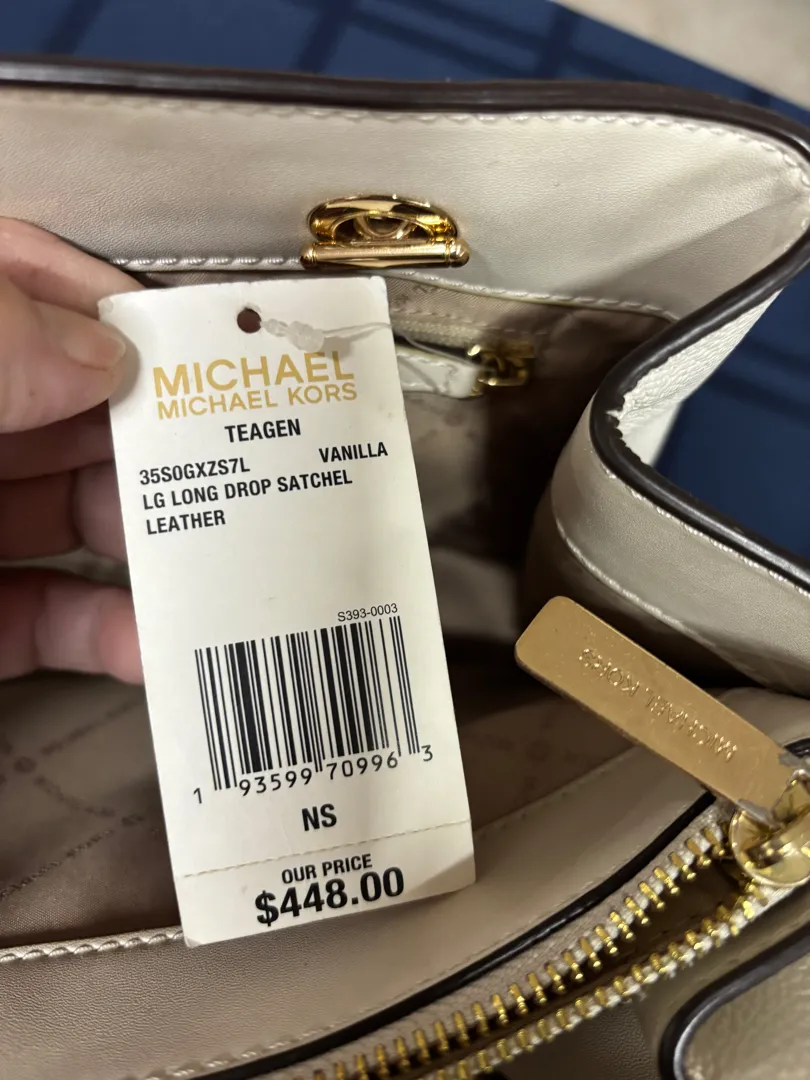 MICHAEL
MICHAEL KORS
TEAGEN
35S0GXZS7L VANILLA
LG LONG DROP SATCHEL
LEATHER
S393-0003
1 93599 70996 3
NS
OUR PRICE
$448.00
MICHAEL KORS